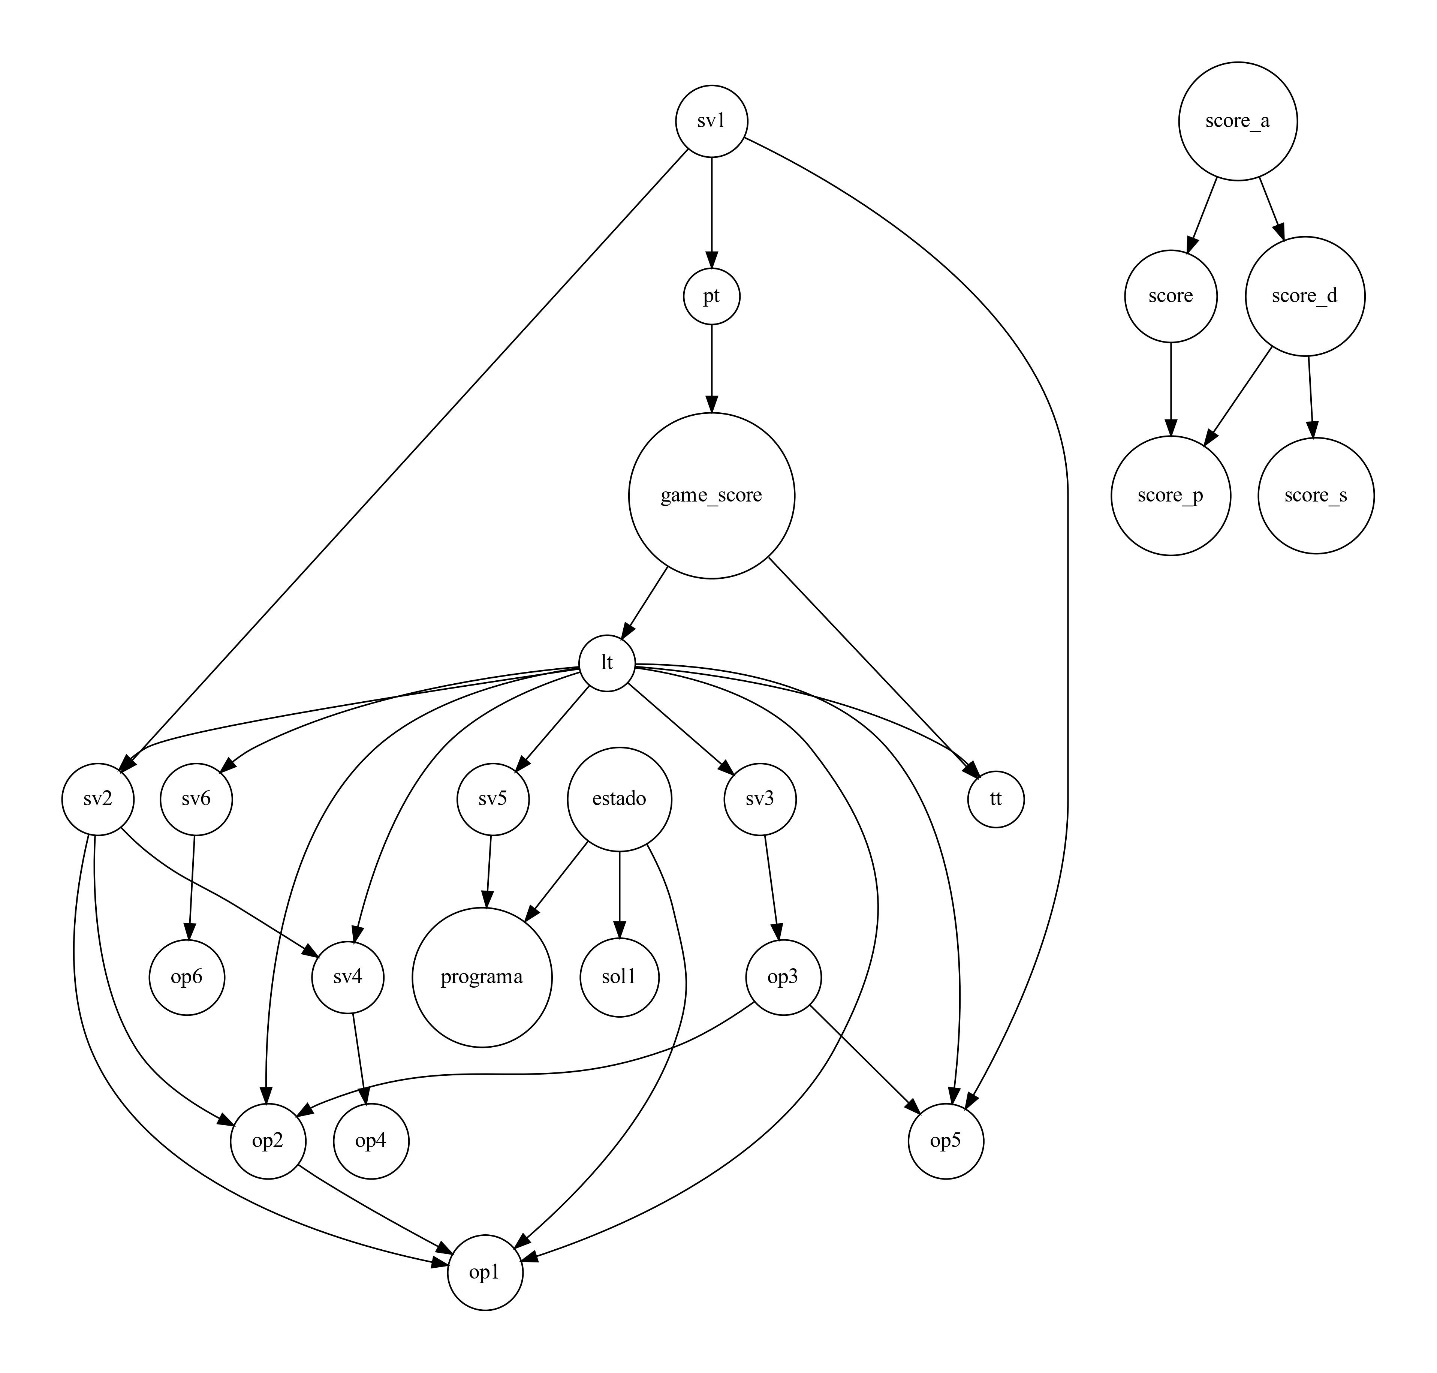 sv1
score_a
pt
score
score_d
game_score
score_p
score_s
lt
sv2
sv6
sv5
estado
sv3
tt
op6
sv4
programa
sol1
op3
op2
op4
op5
op1